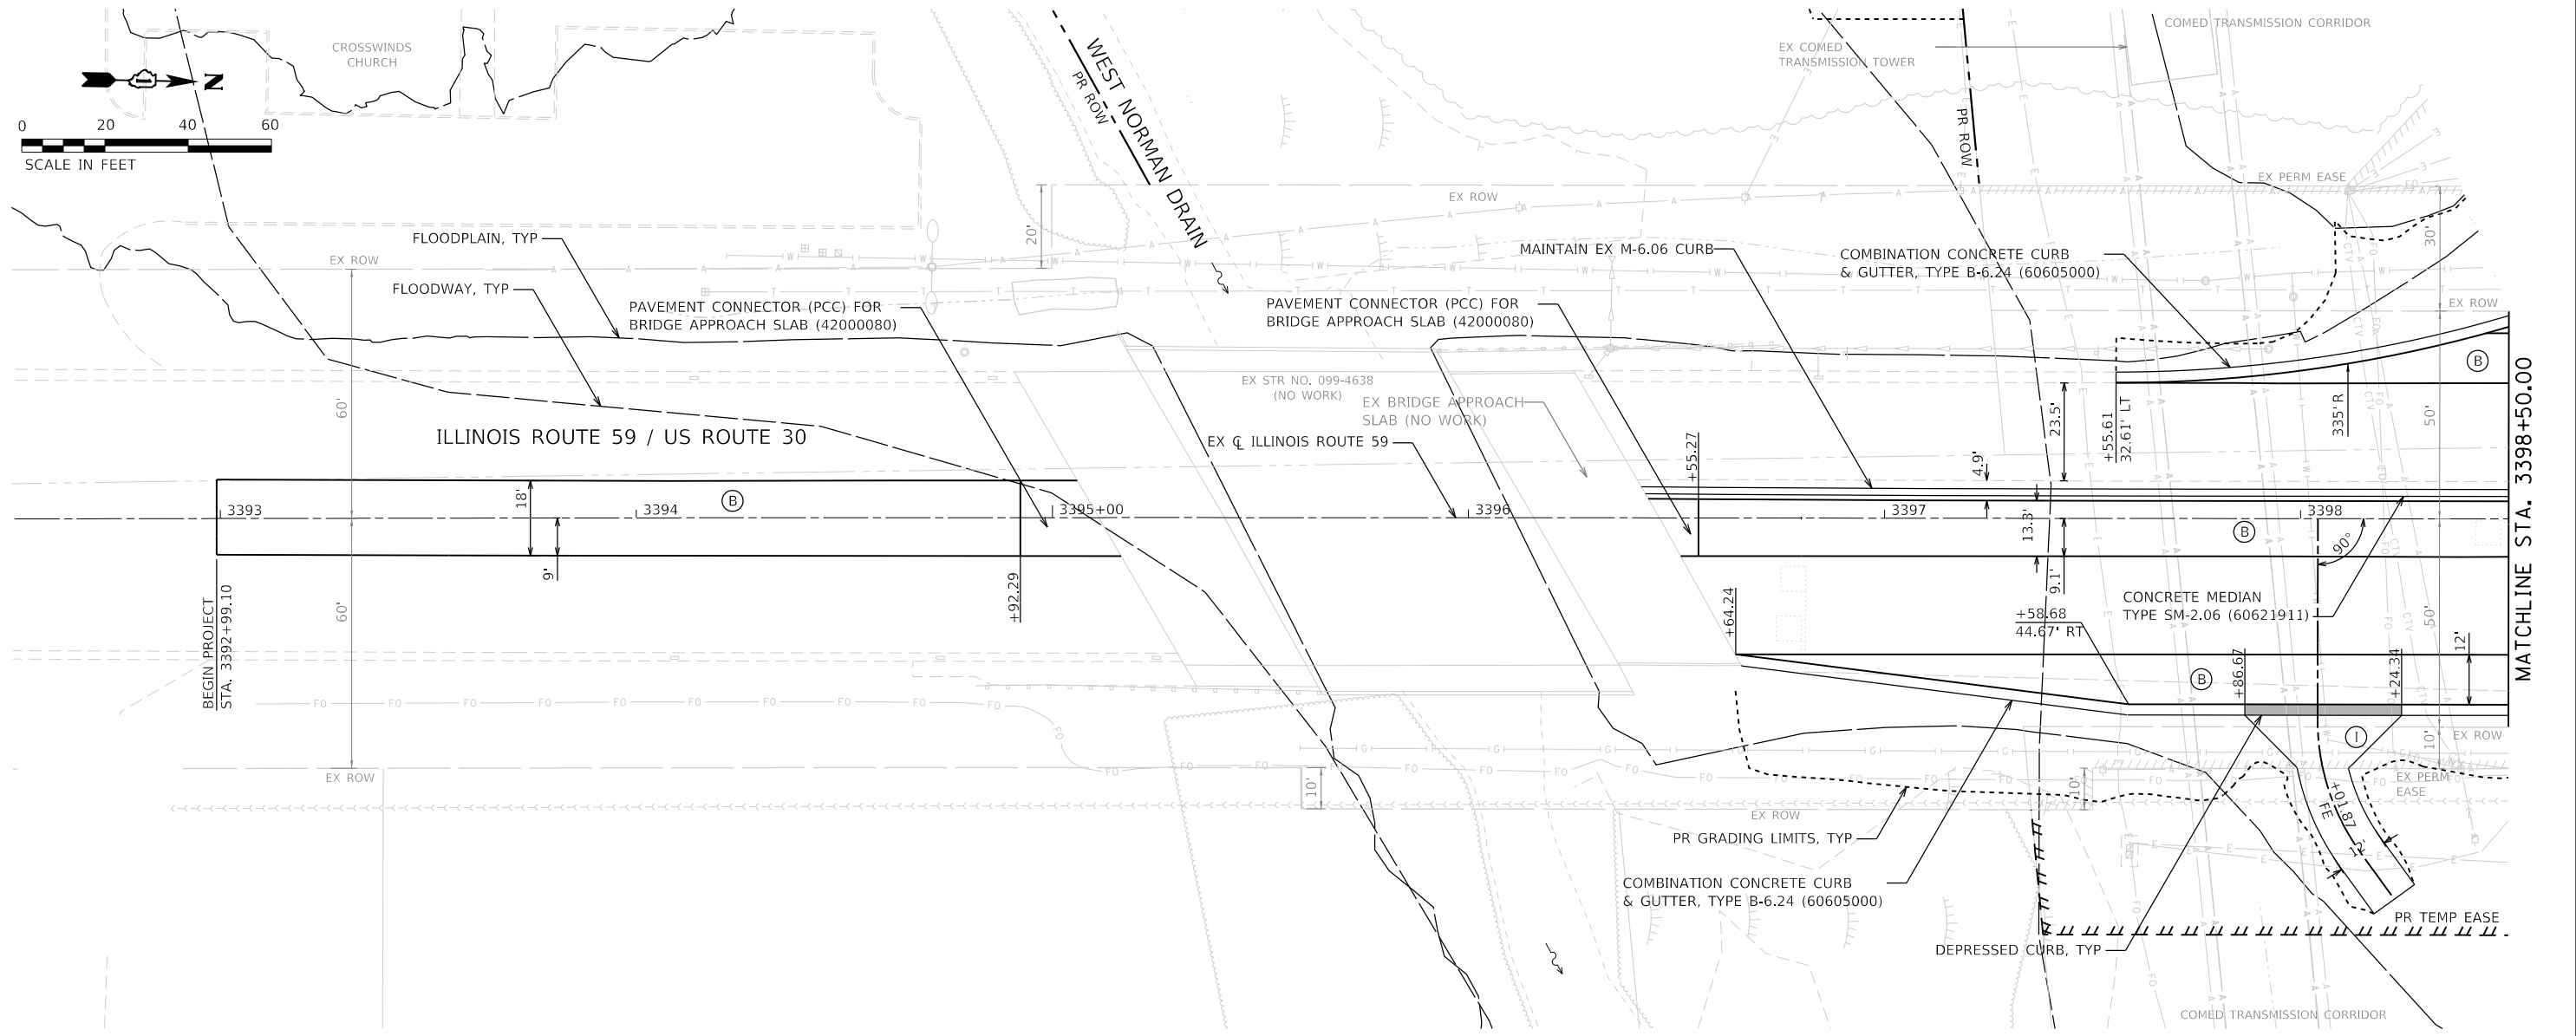 CROSSWINDS
CHURCH
N
0 20 40 60
SCALE IN FEET
WEST NORMAN DRAIN
PR ROW
COMED TRANSMISSION CORRIDOR
EX COMED
TRANSMISSION TOWER
PR ROW
EX PERM EASE
EX ROW
20'
30'
FLOODPLAIN, TYP
EX ROW
FLOODWAY, TYP
PAVEMENT CONNECTOR (PCC) FOR
BRIDGE APPROACH SLAB (42000080)
PAVEMENT CONNECTOR (PCC) FOR
BRIDGE APPROACH SLAB (42000080)
MAINTAIN EX M-6.06 CURB
COMBINATION CONCRETE CURB
& GUTTER, TYPE B-6.24 (60605000)
EX ROW
B
EX STR NO. 099-4638
(NO WORK)
EX BRIDGE APPROACH
SLAB (NO WORK)
EX ℄ ILLINOIS ROUTE 59
ILLINOIS ROUTE 59 / US ROUTE 30
60'
60'
18'
9'
B
3393
3394
3395+00
3396
3397
3398
+55.27
4.9'
23.5'
13.3'
9.1'
+55.61
32.61' LT
335' R
50'
50'
B
90°
MATCHLINE STA. 3398+50.00
BEGIN PROJECT
STA. 3392+99.10
+92.29
+64.24
+58.68
44.67' RT
CONCRETE MEDIAN
TYPE SM-2.06 (60621911)
B
+86.67
+24.34
12'
I
EX ROW
10'
EX ROW
10'
10'
EX PERM
EASE
EX ROW
PR GRADING LIMITS, TYP
COMBINATION CONCRETE CURB
& GUTTER, TYPE B-6.24 (60605000)
+01.87
FE
12'
PR TEMP EASE
DEPRESSED CURB, TYP
COMED TRANSMISSION CORRIDOR